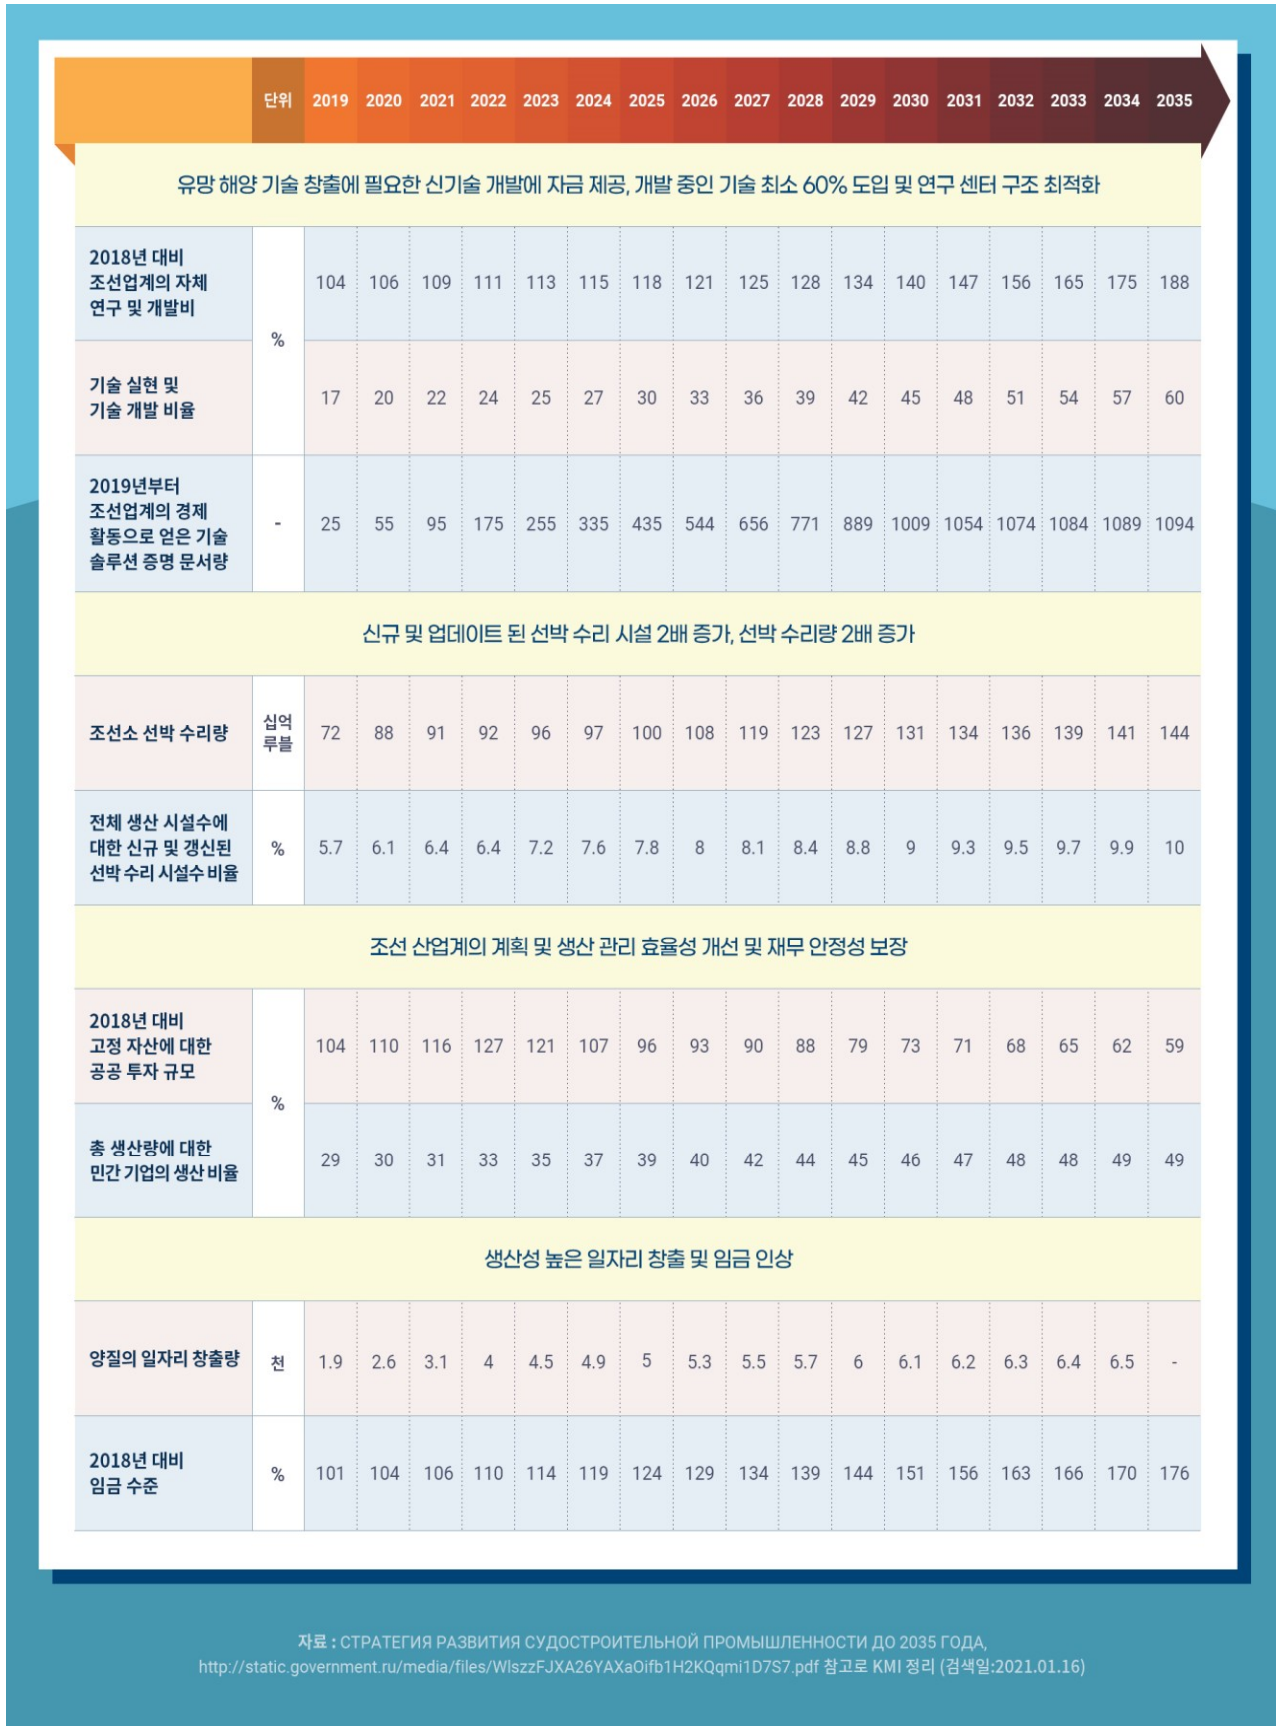 단위 2019 2020 2021 2022 2023 2024 2025 2026 2027 2028 2029 2030 2031 2032 2033 2034 2035
유망 해양 기술 창출에 필요한 신기술 개발에 자금 제공, 개발 중인 기술 최소 60% 도입 및 연구 센터 구조 최적화
2018년 대비
조선업계의 자체
연구 및 개발비
%
104 106 109 111 113 115 118 121 125 128 134 140 147 156 165 175 188
기술 실현 및
기술 개발 비율
17 20 22 24 25 27 30 33 36 39 42 45 48 51 54 57 60
2019년부터
조선업계의 경제
활동으로 얻은 기술
솔루션 증명 문서량
- 25 55 95 175 255 335 435 544 656 771 889 1009 1054 1074 1084 1089 1094
신규 및 업데이트 된 선박 수리 시설 2배 증가, 선박 수리량 2배 증가
조선소 선박 수리량
십억
루블
72 88 91 92 96 97 100 108 119 123 127 131 134 136 139 141 144
전체 생산 시설수에
대한 신규 및 갱신된
선박 수리 시설수 비율
% 5.7 6.1 6.4 6.4 7.2 7.6 7.8 8 8.1 8.4 8.8 9 9.3 9.5 9.7 9.9 10
조선 산업계의 계획 및 생산 관리 효율성 개선 및 재무 안정성 보장
2018년 대비
고정 자산에 대한
공공 투자 규모
%
104 110 116 127 121 107 96 93 90 88 79 73 71 68 65 62 59
총 생산량에 대한
민간 기업의 생산 비율
29 30 31 33 35 37 39 40 42 44 45 46 47 48 48 49 49
생산성 높은 일자리 창출 및 임금 인상
양질의 일자리 창출량
천 1.9 2.6 3.1 4 4.5 4.9 5 5.3 5.5 5.7 6 6.1 6.2 6.3 6.4 6.5 -
2018년 대비
임금 수준
% 101 104 106 110 114 119 124 129 134 139 144 151 156 163 166 170 176
자료 : СТРАТЕГИЯ РАЗВИТИЯ СУДОСТРОИТЕЛЬНОЙ ПРОМЫШЛЕННОСТИ ДО 2035 ГОДА,
http://static.government.ru/media/files/WlszzFJXA26YAXaOifb1H2KQqmi1D7S7.pdf 참고로 KMI 정리 (검색일:2021.01.16)